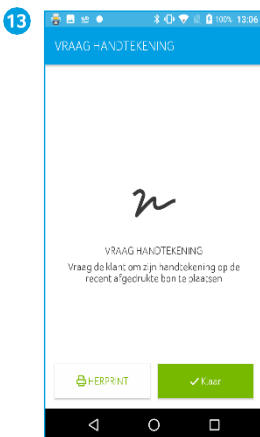 13
100% 13:06
VRAAG HANDTEKENING
VRAAG HANDTEKENING
Vraag de klant om zijn handtekening op de
recent afgedrukte bon te plaatsen
HERPRINT
Klaar